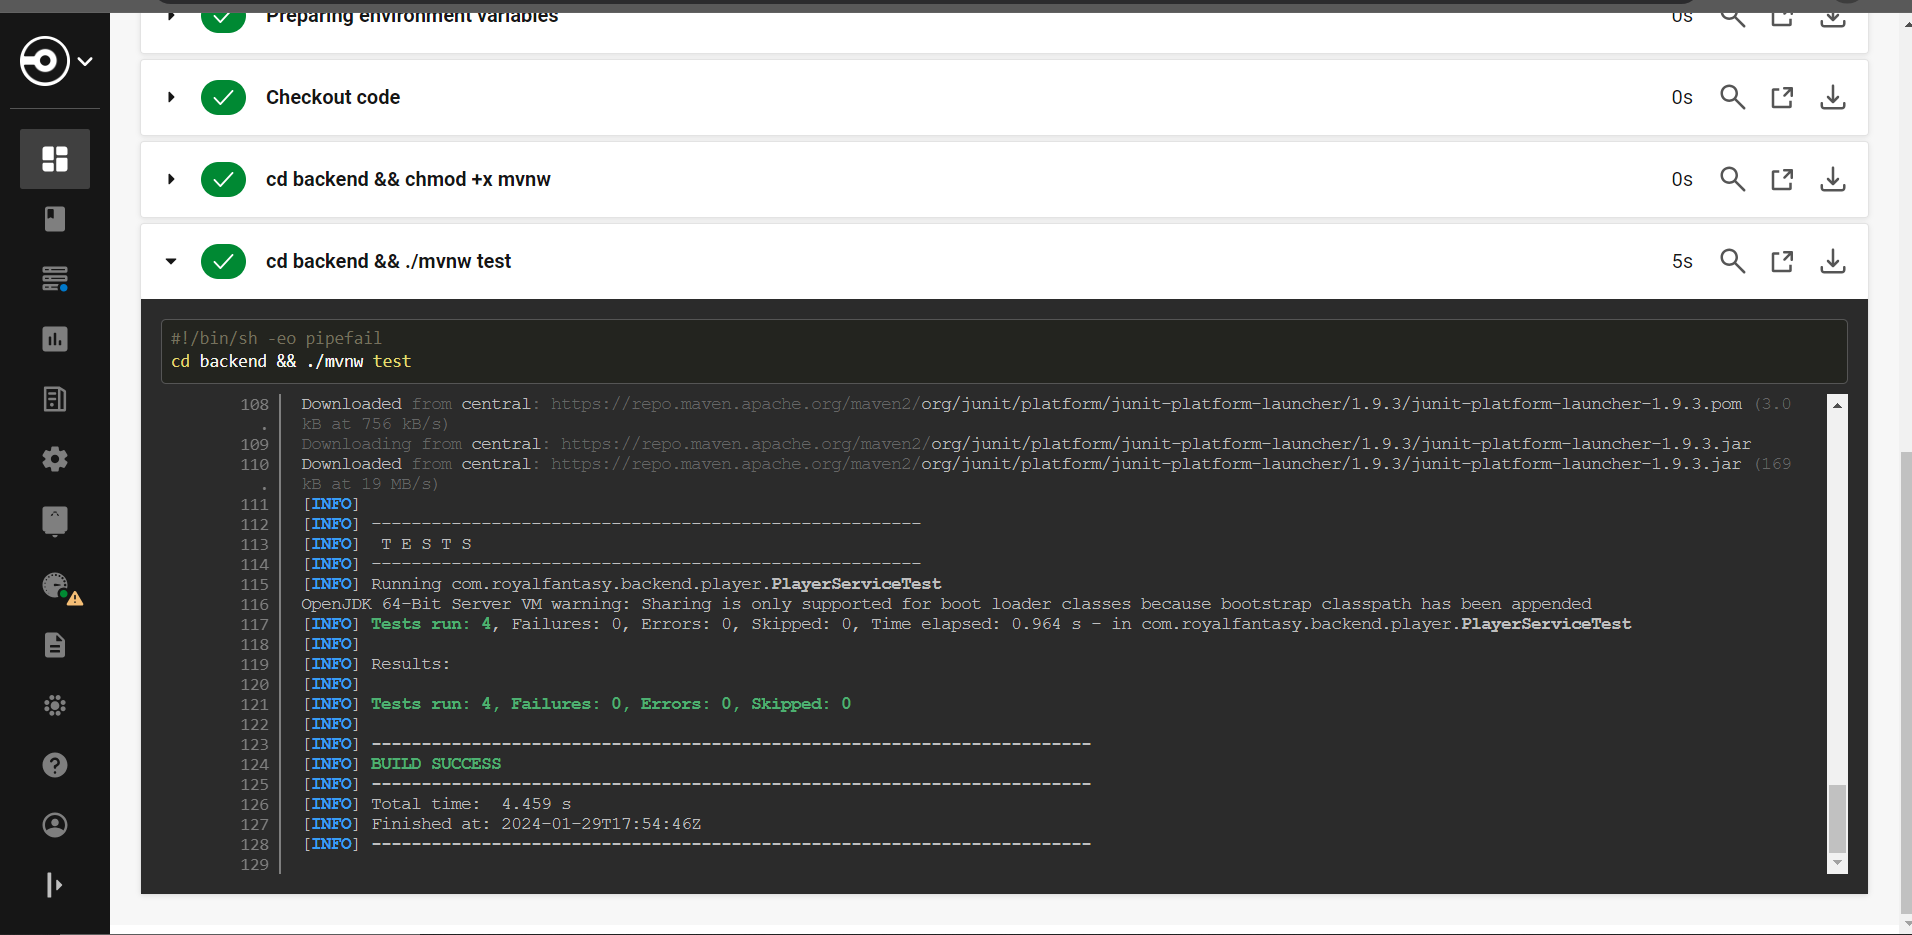 Preparing environment variables 0s
Checkout code 0s
cd backend && chmod +x mvnw 0s
cd backend && ./mvnw test 5s
#!/bin/sh -eo pipefail
cd backend && ./mvnw test
108 Downloaded from central: https://repo.maven.apache.org/maven2/org/junit/platform/junit-platform-launcher/1.9.3/junit-platform-launcher-1.9.3.pom (3.0
. kB at 756 kB/s)
109 Downloading from central: https://repo.maven.apache.org/maven2/org/junit/platform/junit-platform-launcher/1.9.3/junit-platform-launcher-1.9.3.jar
110 Downloaded from central: https://repo.maven.apache.org/maven2/org/junit/platform/junit-platform-launcher/1.9.3/junit-platform-launcher-1.9.3.jar (169
. kB at 19 MB/s)
111 [INFO]
112 [INFO] -------------------------------------------------------
113 [INFO]  T E S T S
114 [INFO] -------------------------------------------------------
115 [INFO] Running com.royalfantasy.backend.player.PlayerServiceTest
116 OpenJDK 64-Bit Server VM warning: Sharing is only supported for boot loader classes because bootstrap classpath has been appended
117 [INFO] Tests run: 4, Failures: 0, Errors: 0, Skipped: 0, Time elapsed: 0.964 s - in com.royalfantasy.backend.player.PlayerServiceTest
118 [INFO]
119 [INFO] Results:
120 [INFO]
121 [INFO] Tests run: 4, Failures: 0, Errors: 0, Skipped: 0
122 [INFO]
123 [INFO] ------------------------------------------------------------------------
124 [INFO] BUILD SUCCESS
125 [INFO] ------------------------------------------------------------------------
126 [INFO] Total time:  4.459 s
127 [INFO] Finished at: 2024-01-29T17:54:46Z
128 [INFO] ------------------------------------------------------------------------
129